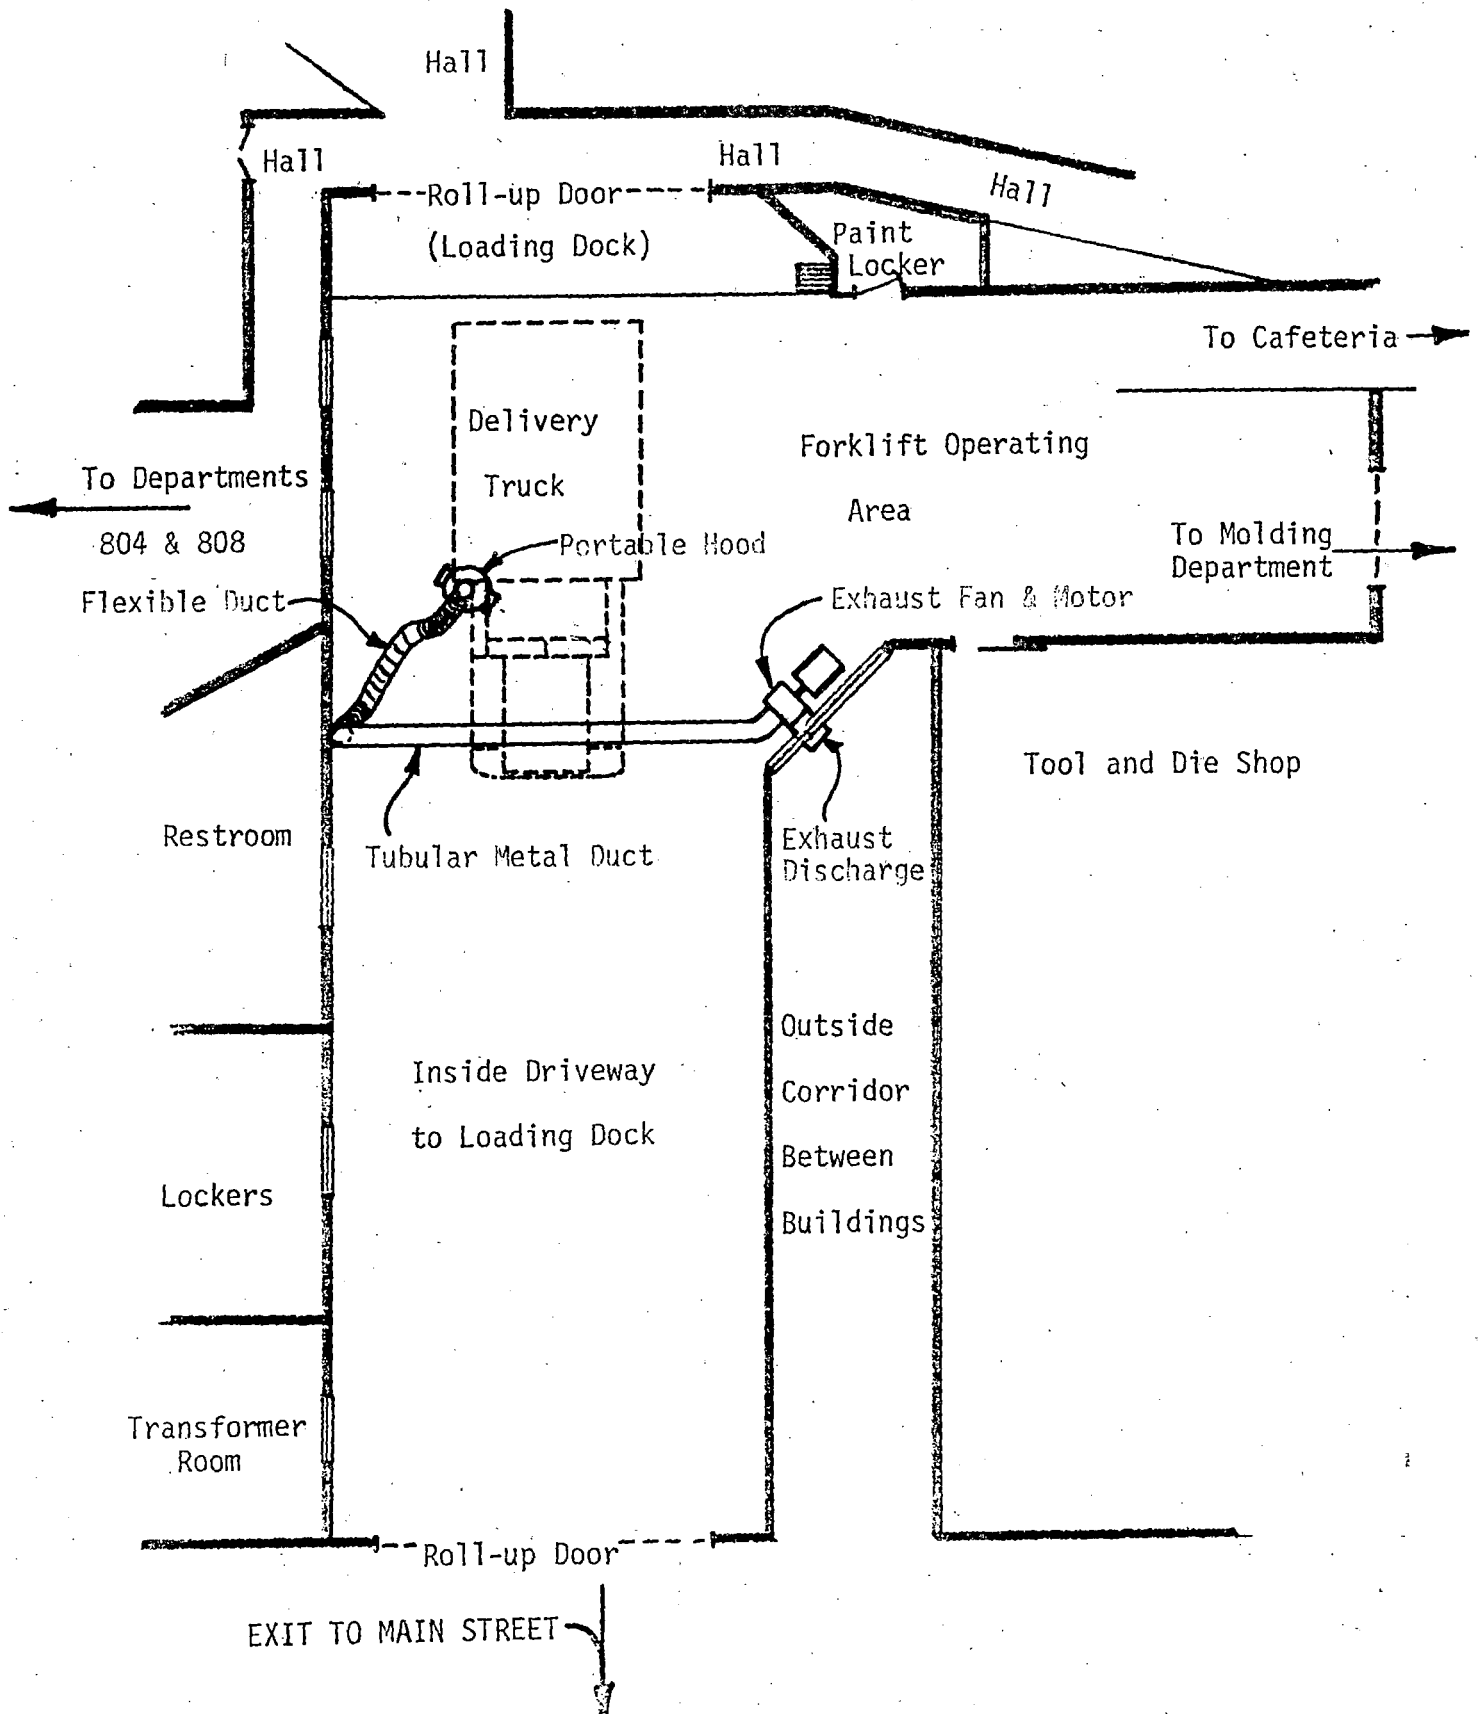 Hall
Hall
Hall
Hall
Roll-up Door
(Loading Dock)
Paint
Locker
To Cafeteria
Delivery
Truck
Forklift Operating
Area
To Departments
804 & 808
Portable Hood
To Molding
Department
Flexible Duct
Exhaust Fan & Motor
Tool and Die Shop
Restroom
Tubular Metal Duct
Exhaust
Discharge
Outside
Corridor
Between
Buildings
Inside Driveway
to Loading Dock
Lockers
Transformer
Room
Roll-up Door
EXIT TO MAIN STREET